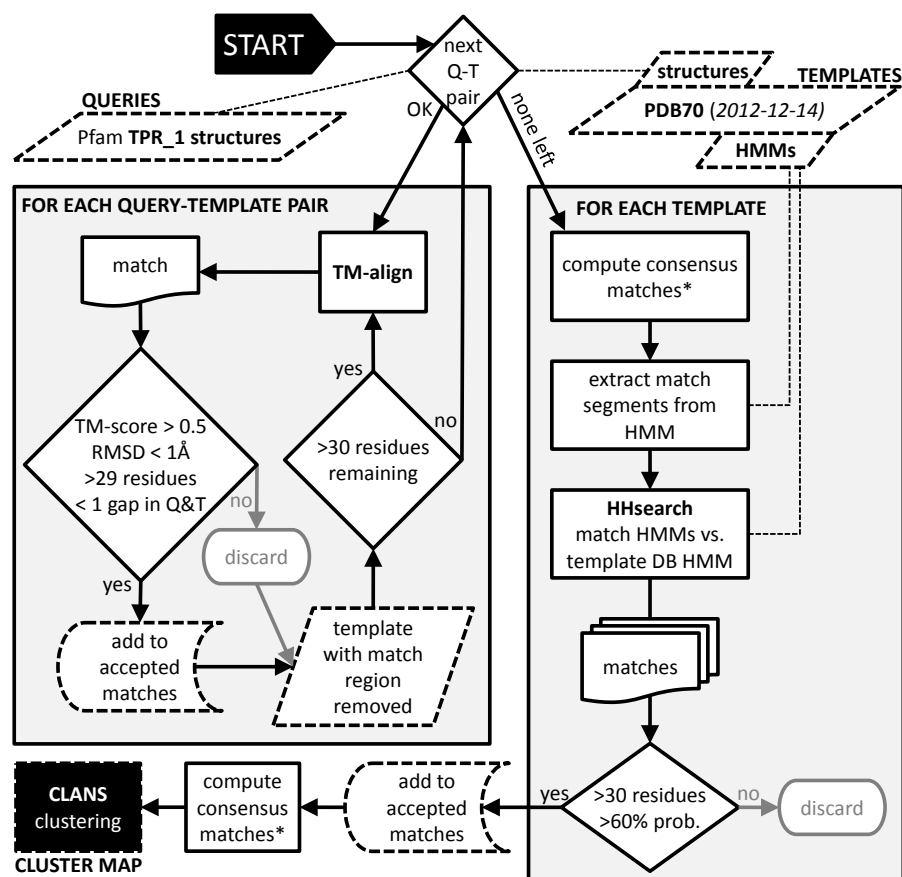 START
next
Q-T
pair
OK
none left
QUERIES
Pfam TPR_1 structures
structures
TEMPLATES
PDB70 (2012-12-14)
HMMs
FOR EACH QUERY-TEMPLATE PAIR
match
TM-align
TM-score > 0.5
RMSD < 1Å
>29 residues
< 1 gap in Q&T
yes
no
discard
add to
accepted
matches
template
with match
region
removed
>30 residues
remaining
yes
no
FOR EACH TEMPLATE
compute consensus
matches*
extract match
segments from
HMM
HHsearch
match HMMs vs.
template DB HMM
matches
>30 residues
>60% prob.
no
discard
yes
add to
accepted
matches
compute
consensus
matches*
CLANS
clustering
CLUSTER MAP